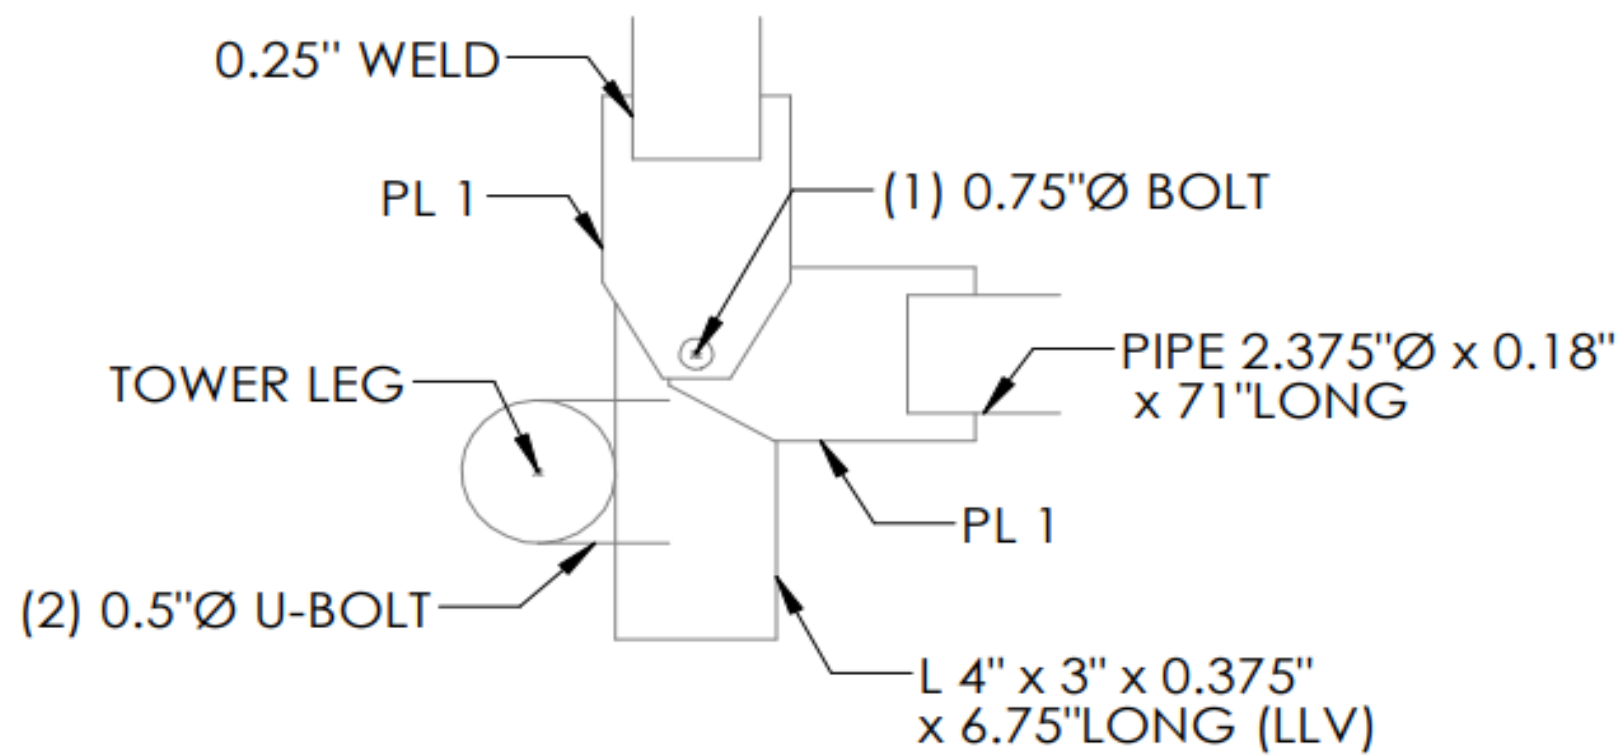 0.25" WELD
PL 1
(1) 0.75"Ø BOLT
TOWER LEG
PIPE 2.375"Ø x 0.18"
x 71"LONG
PL 1
(2) 0.5"Ø U-BOLT
L 4" x 3" x 0.375"
x 6.75"LONG (LLV)